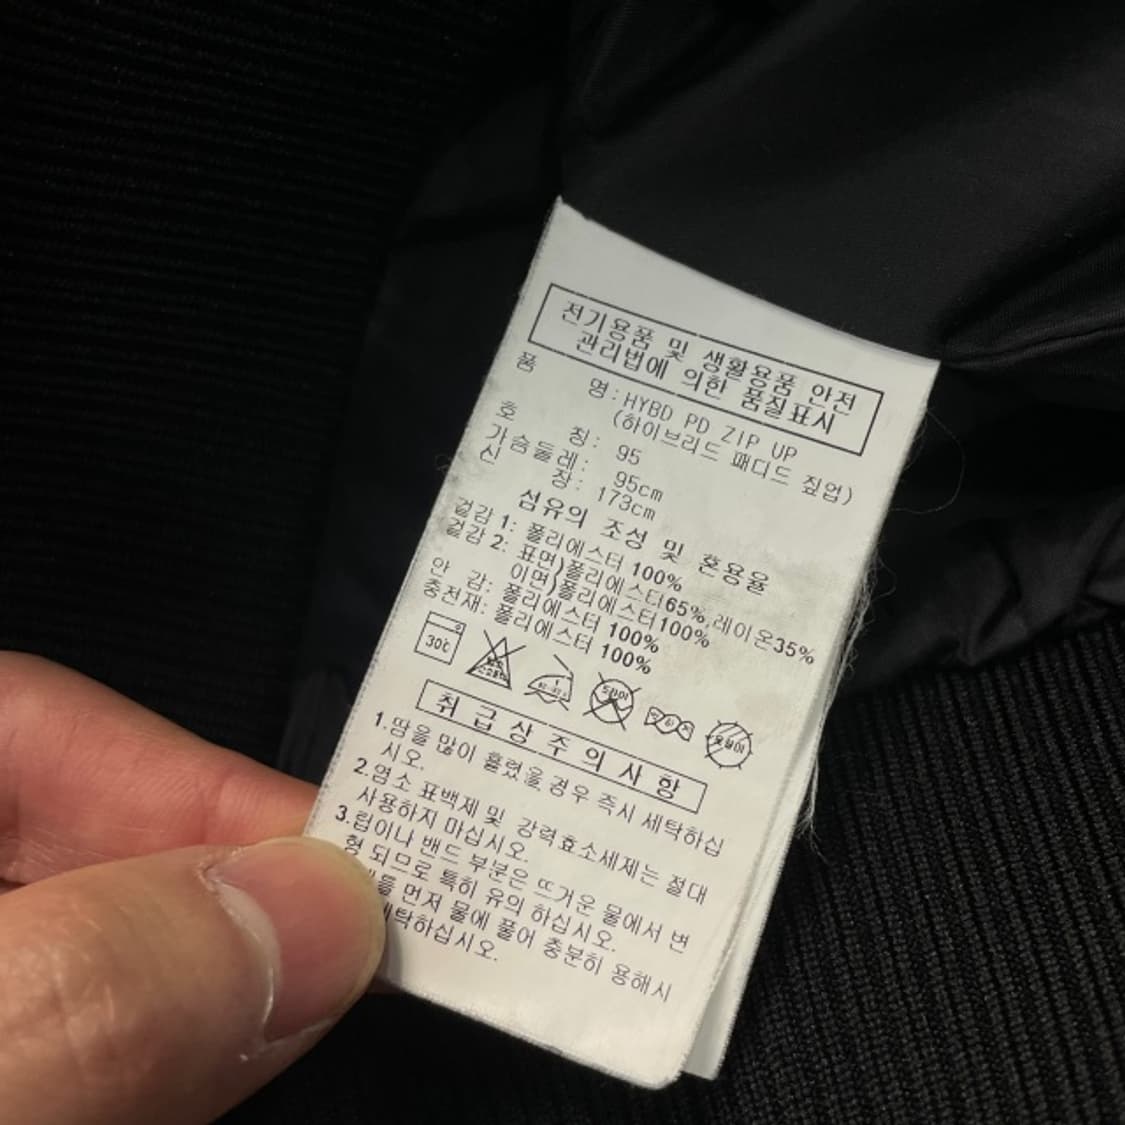 전기용품 및 생활용품 안전
관리법에 의한 품질표시
품 명: HYBD PD ZIP UP
(하이브리드 패디드 짚업)
호 칭: 95
가슴둘레: 95cm
신 장: 173cm
섬유의 조성 및 혼용율
겉감 1: 폴리에스터 100%
겉감 2: 표면)폴리에스터65%,레이온35%
이면)폴리에스터100%
안 감: 폴리에스터 100%
충전재: 폴리에스터 100%
30℃
드라이
옷걸이
취급상주의사항
1.땀을 많이 흘렸을 경우 즉시 세탁하십
시오.
2.염소 표백제 및 강력효소세제는 절대
사용하지 마십시오.
3.립이나 밴드 부분은 뜨거운 물에서 변
형 되므로 특히 유의 하십시오.
먼저 물에 풀어 충분히 용해시
세탁하십시오.